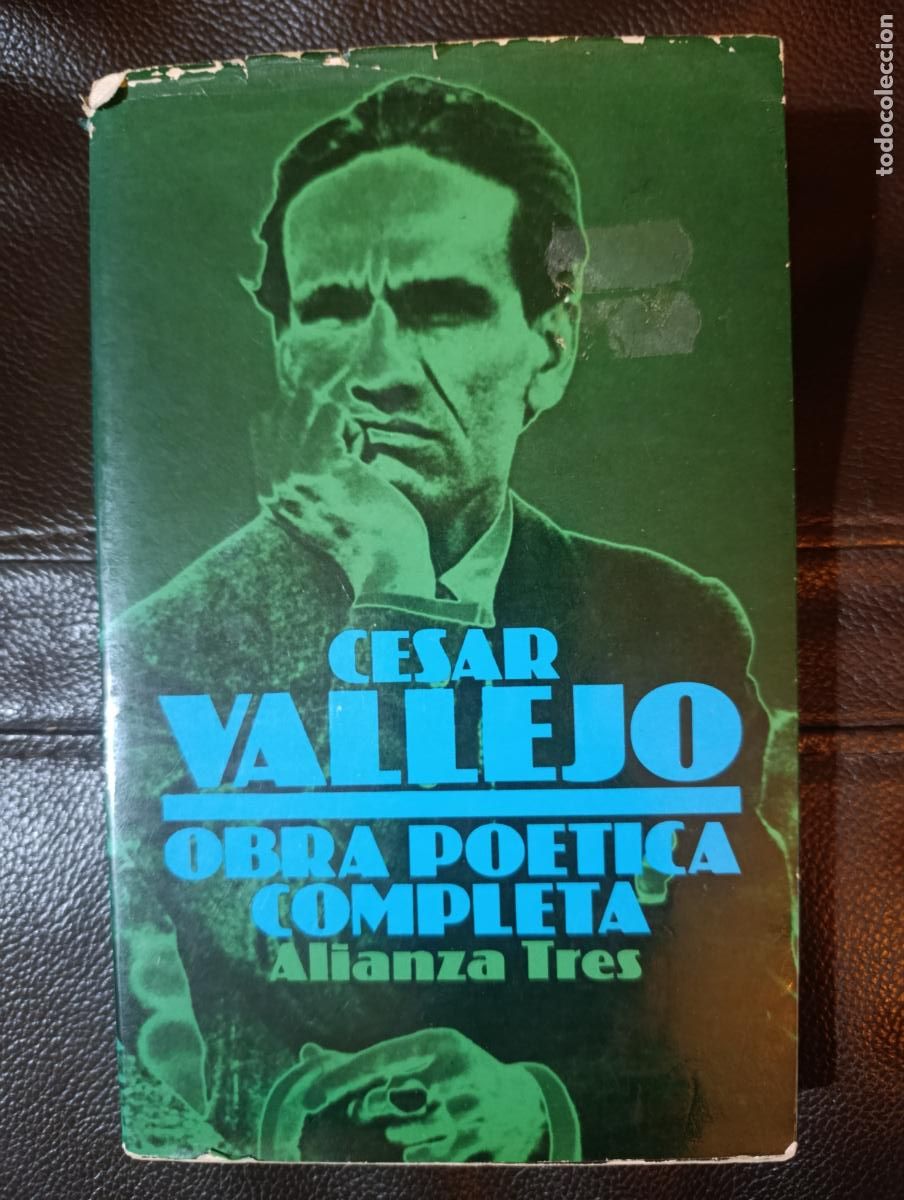 CESAR
VALLEJO
OBRA POETICA
COMPLETA
Alianza Tres
todocoleccion